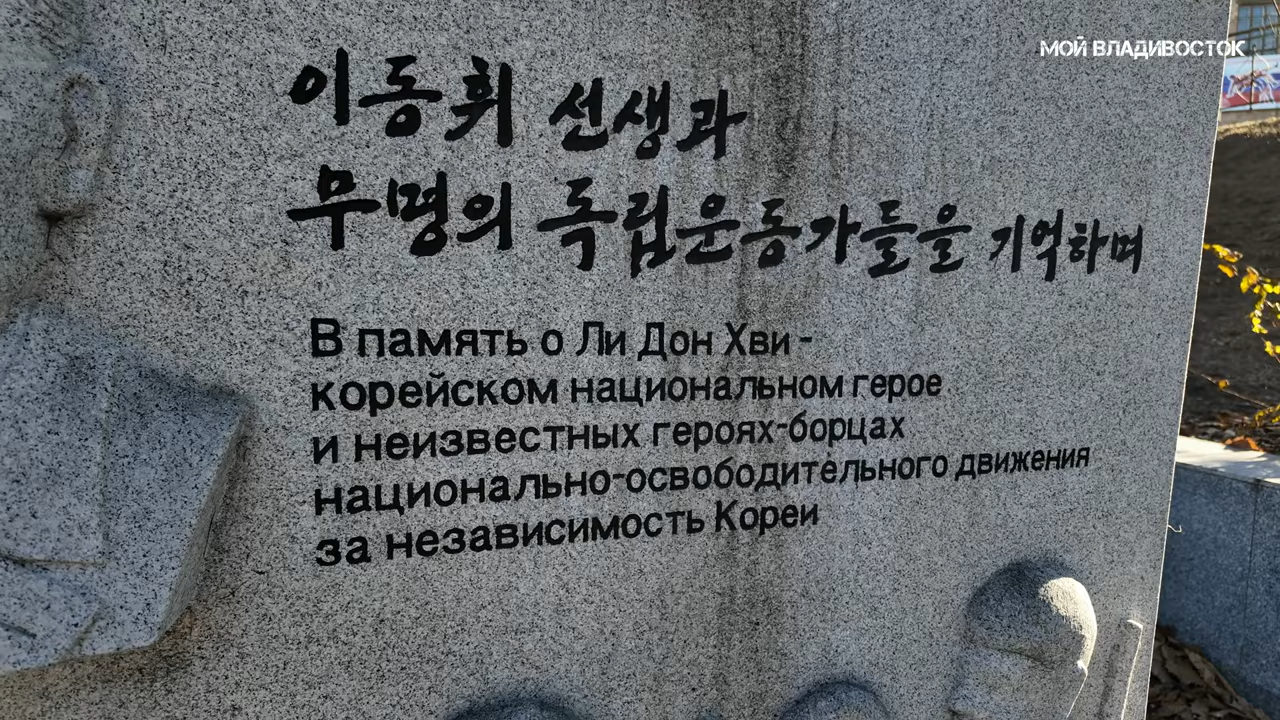 МОЙ ВЛАДИВОСТОК
이동휘 선생과
무명의 독립운동가들을 기억하며
В память о Ли Дон Хви -
корейском национальном герое
и неизвестных героях-борцах
национально-освободительного движения
за независимость Кореи